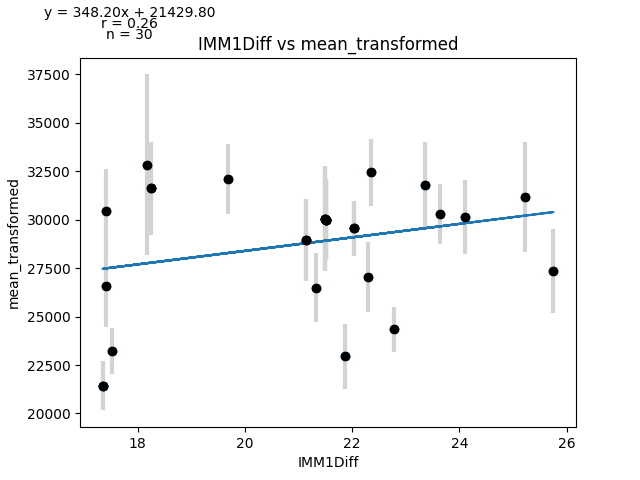 y = 348.20x + 21429.80
r = 0.26
n = 30
IMM1Diff vs mean_transformed
37500
35000
32500
30000
27500
25000
22500
20000
mean_transformed
18 20 22 24 26
IMM1Diff